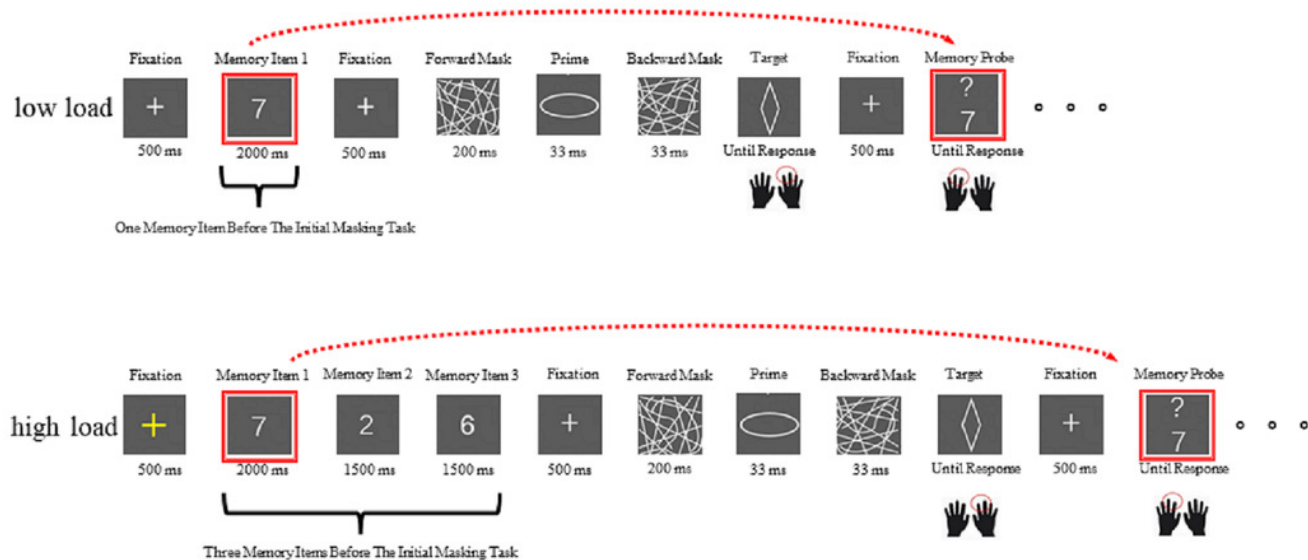 Fixation Memory Item 1 Fixation Forward Mask Prime Backward Mask Target Fixation Memory Probe
low load + 7 + + ? 7
500 ms 2000 ms 500 ms 200 ms 33 ms 33 ms Until Response 500 ms Until Response
One Memory Item Before The Initial Masking Task
Fixation Memory Item 1 Memory Item 2 Memory Item 3 Fixation Forward Mask Prime Backward Mask Target Fixation Memory Probe
high load + 7 2 6 + + ? 7
500 ms 2000 ms 1500 ms 1500 ms 500 ms 200 ms 33 ms 33 ms Until Response 500 ms Until Response
Three Memory Items Before The Initial Masking Task